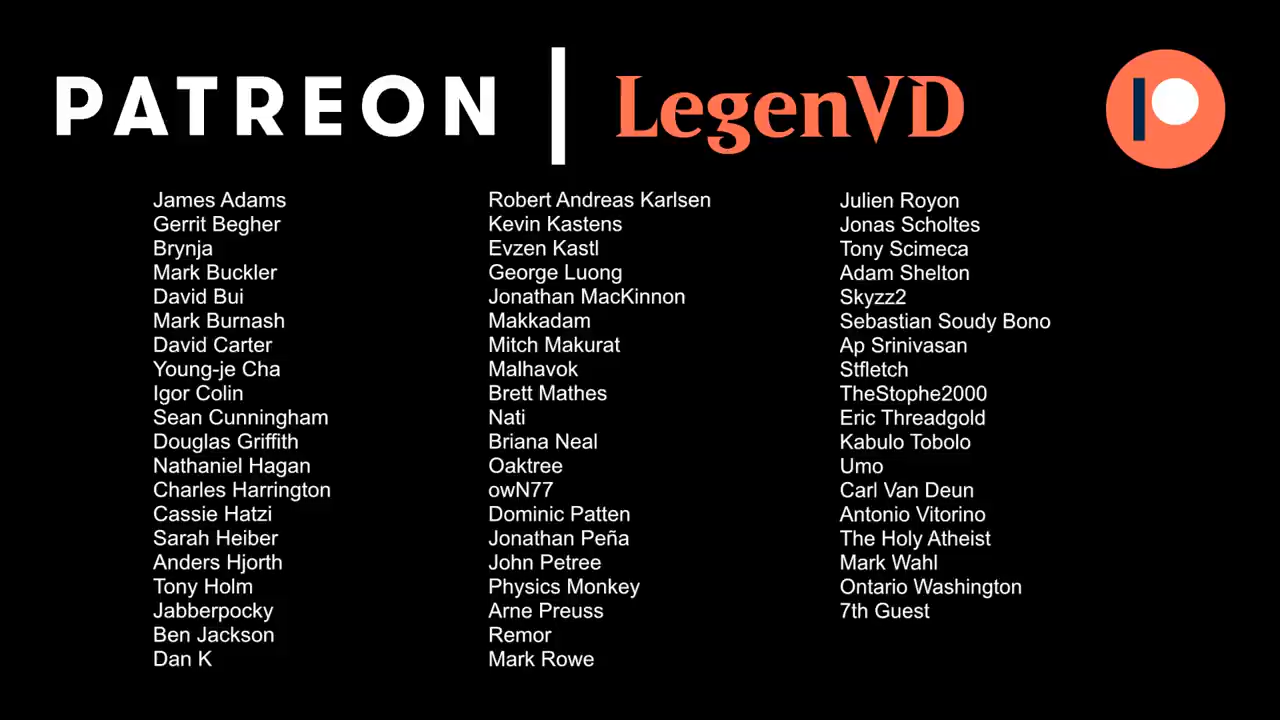 PATREON | LegenVD
James Adams
Gerrit Begher
Brynja
Mark Buckler
David Bui
Mark Burnash
David Carter
Young-je Cha
Igor Colin
Sean Cunningham
Douglas Griffith
Nathaniel Hagan
Charles Harrington
Cassie Hatzi
Sarah Heiber
Anders Hjorth
Tony Holm
Jabberpocky
Ben Jackson
Dan K
Robert Andreas Karlsen
Kevin Kastens
Evzen Kastl
George Luong
Jonathan MacKinnon
Makkadam
Mitch Makurat
Malhavok
Brett Mathes
Nati
Briana Neal
Oaktree
owN77
Dominic Patten
Jonathan Peña
John Petree
Physics Monkey
Arne Preuss
Remor
Mark Rowe
Julien Royon
Jonas Scholtes
Tony Scimeca
Adam Shelton
Skyzz2
Sebastian Soudy Bono
Ap Srinivasan
Stfletch
TheStophe2000
Eric Threadgold
Kabulo Tobolo
Umo
Carl Van Deun
Antonio Vitorino
The Holy Atheist
Mark Wahl
Ontario Washington
7th Guest